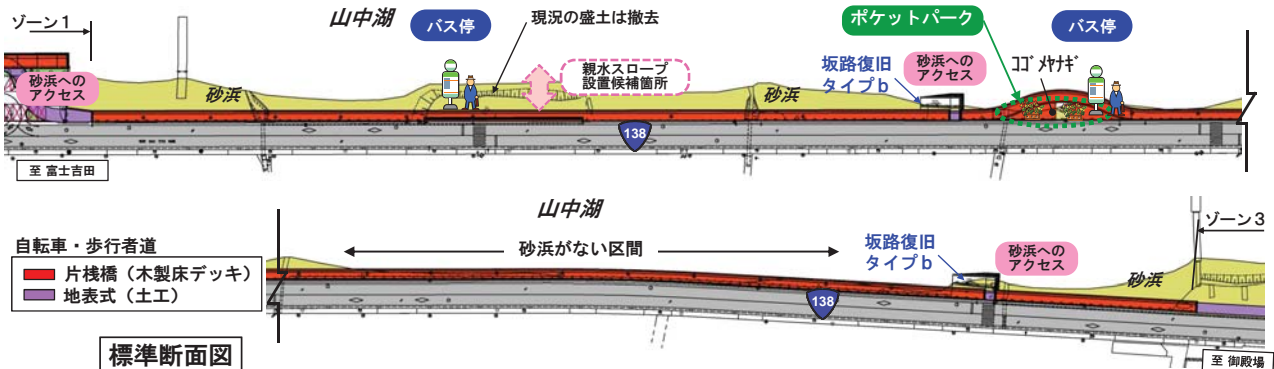 ゾーン1
山中湖
バス停
現況の盛土は撤去
ポケットパーク
バス停
砂浜への
アクセス
砂浜
親水スロープ
設置候補箇所
砂浜
坂路復旧
タイプb
砂浜への
アクセス
ｺｺﾞﾒﾔﾅｷﾞ
138
至 富士吉田
山中湖
ゾーン3
自転車・歩行者道
片桟橋（木製床デッキ）
地表式（土工）
砂浜がない区間
坂路復旧
タイプb
砂浜への
アクセス
砂浜
138
標準断面図
至 御殿場